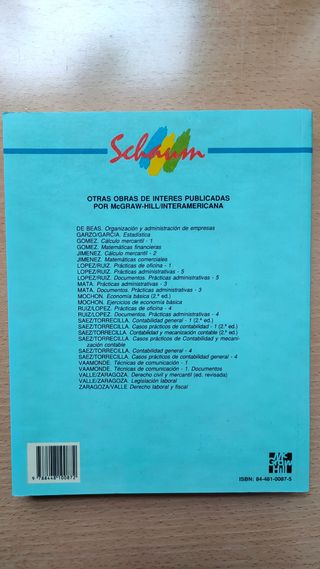 Schaum
OTRAS OBRAS DE INTERES PUBLICADAS
POR McGRAW-HILL/INTERAMERICANA
DE BEAS. Organización y administración de empresas
GARZO/GARCIA. Estadística
GOMEZ. Cálculo mercantil - 1
GOMEZ. Matemáticas financieras
JIMENEZ. Cálculo mercantil - 2
JIMENEZ. Matemáticas comerciales
LOPEZ/RUIZ. Prácticas de oficina - 1
LOPEZ/RUIZ. Prácticas administrativas - 5
LOPEZ/RUIZ. Documentos. Prácticas administrativas - 5
MATA. Prácticas administrativas - 3
MATA. Documentos. Prácticas administrativas - 3
MOCHON. Economía básica (2.ª ed.)
MOCHON. Ejercicios de economía básica
RUIZ/LOPEZ. Prácticas de oficina - 4
RUIZ/LOPEZ. Documentos. Prácticas administrativas - 4
SAEZ/TORRECILLA. Contabilidad general - 1 (2.ª ed.)
SAEZ/TORRECILLA. Casos prácticos de contabilidad - 1 (2.ª ed.)
SAEZ/TORRECILLA. Contabilidad y mecanización contable (2.ª ed.)
SAEZ/TORRECILLA. Casos prácticos de Contabilidad y mecani-
zación contable
SAEZ/TORRECILLA. Contabilidad general - 4
SAEZ/TORRECILLA. Casos prácticos de contabilidad general - 4
VAAMONDE. Técnicas de comunicación - 1
VAAMONDE. Técnicas de comunicación - 1. Documentos
VALLE/ZARAGOZA. Derecho civil y mercantil (ed. revisada)
VALLE/ZARAGOZA. Legislación laboral
ZARAGOZA/VALLE. Derecho laboral y fiscal
9 788448 100872
Mc
Graw
Hill
ISBN: 84-481-0087-5